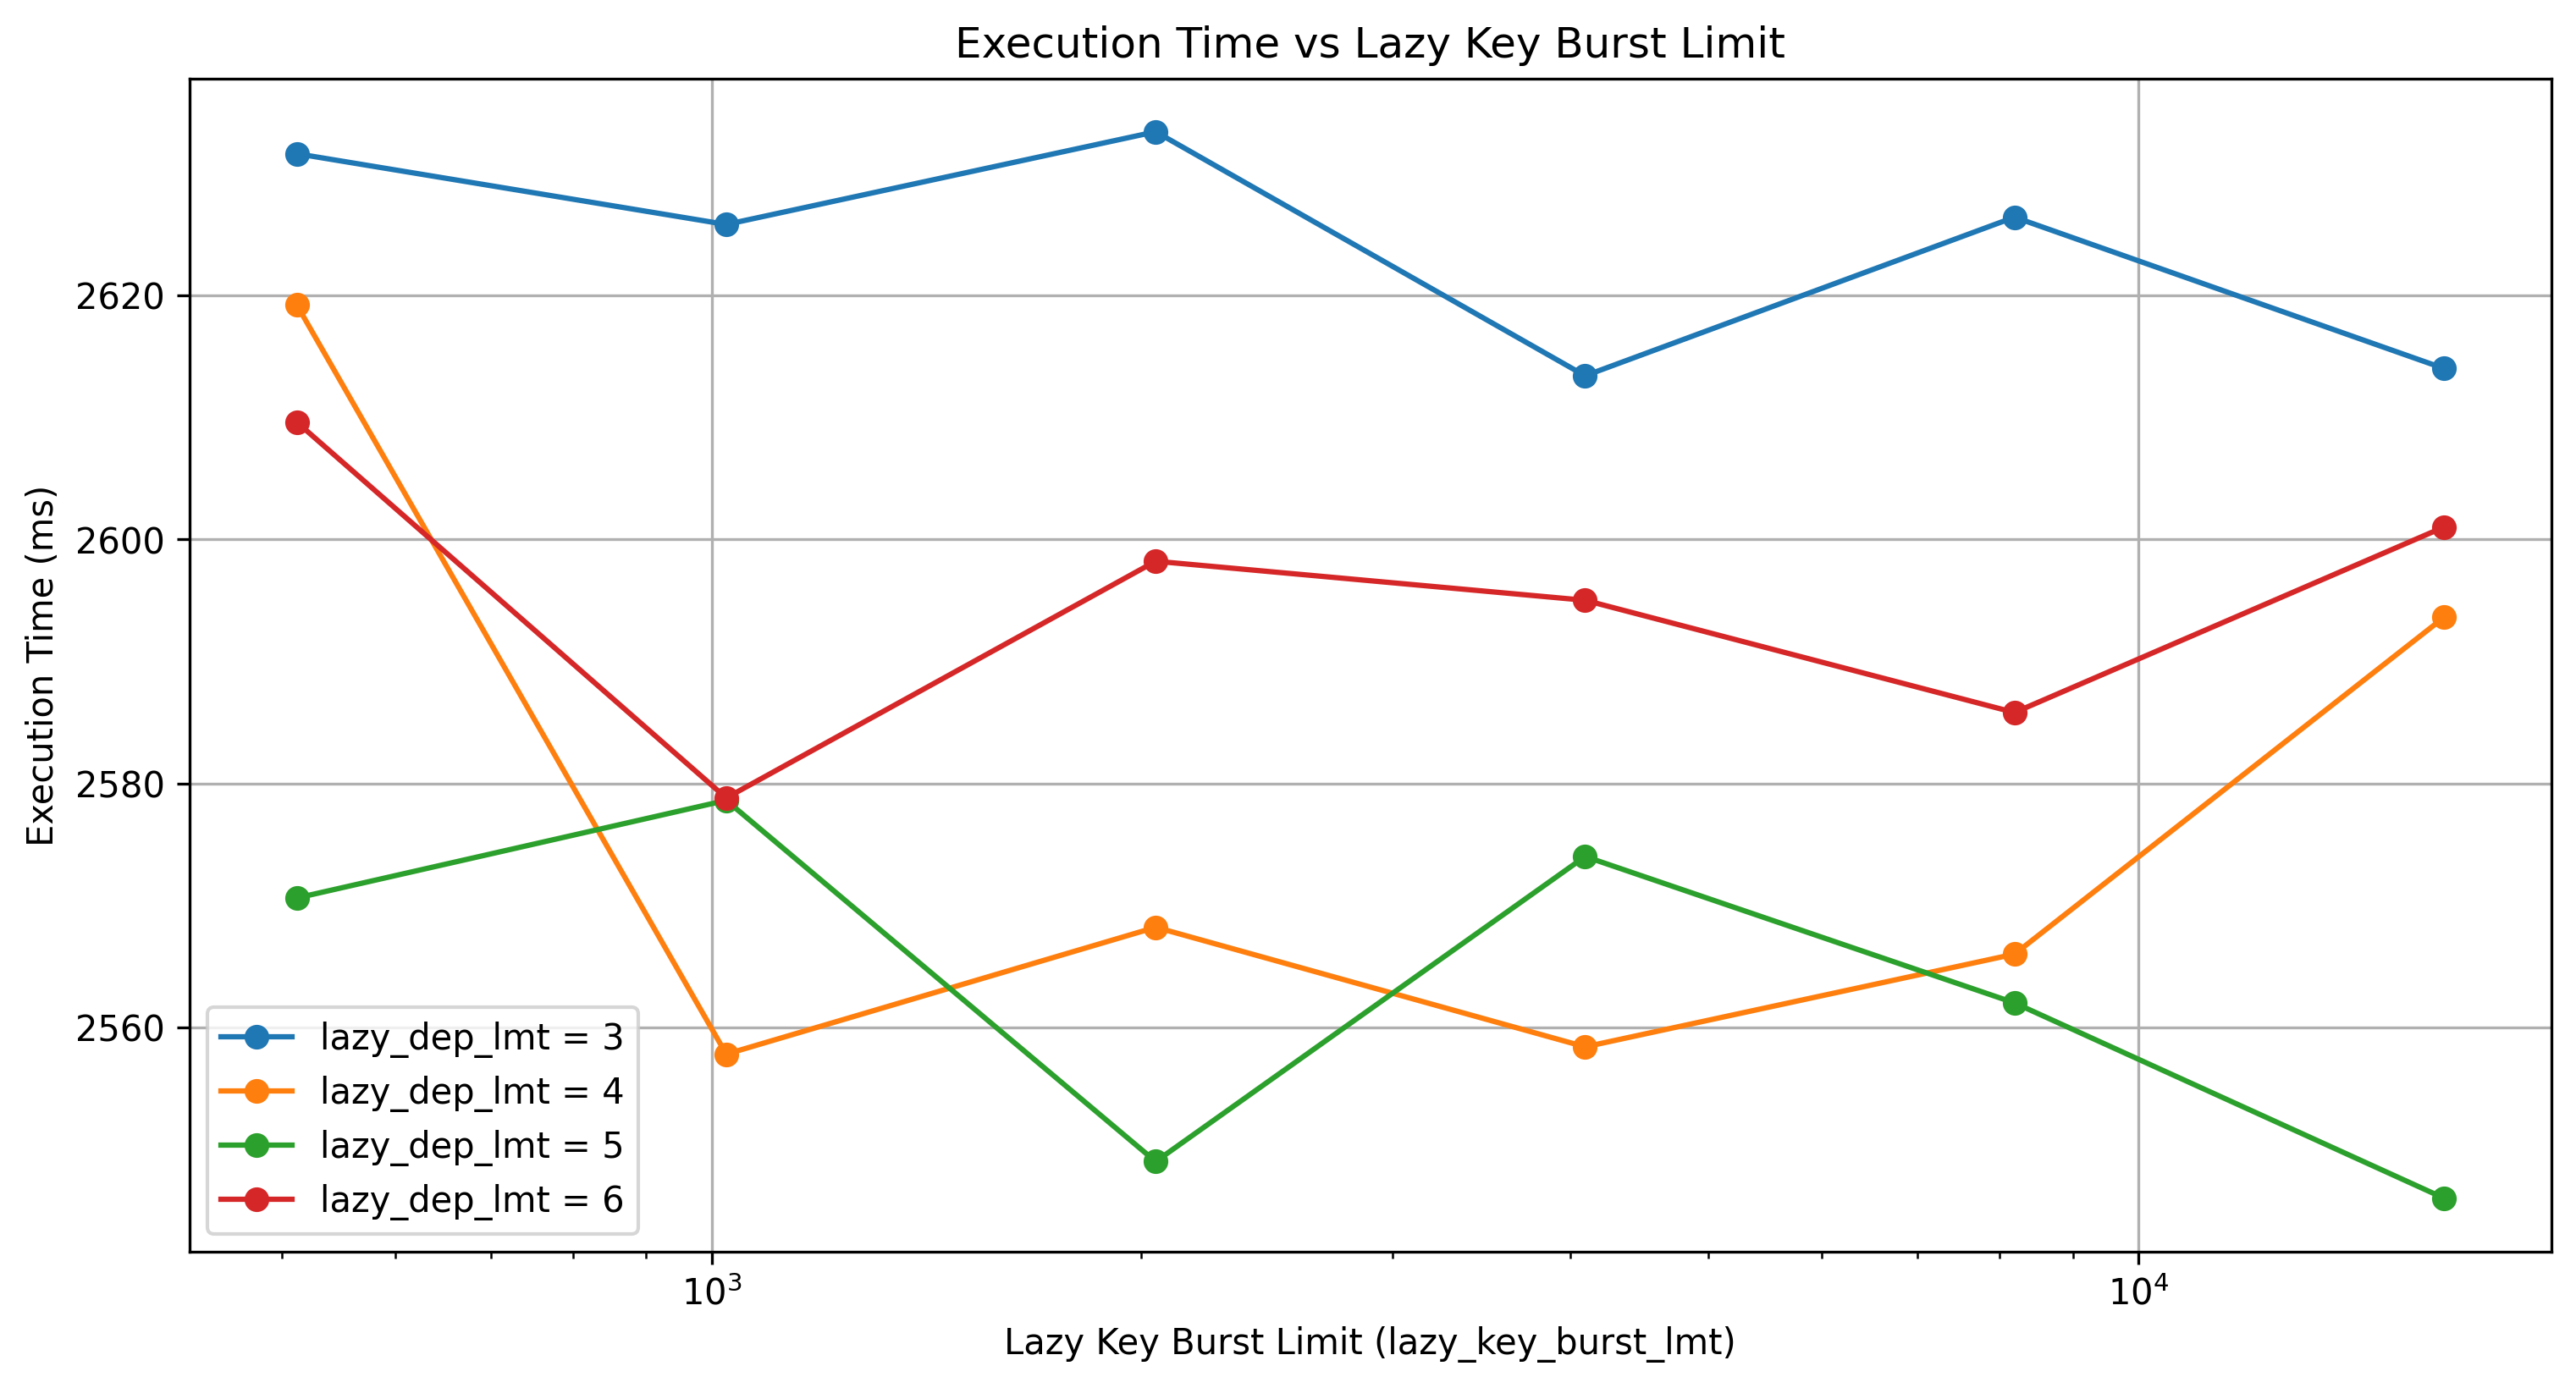 Execution Time vs Lazy Key Burst Limit
Execution Time (ms)
2620
2600
2580
2560
lazy_dep_lmt = 3
lazy_dep_lmt = 4
lazy_dep_lmt = 5
lazy_dep_lmt = 6
10³
10⁴
Lazy Key Burst Limit (lazy_key_burst_lmt)